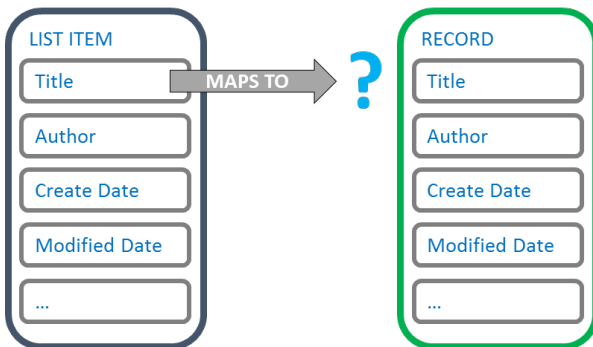 LIST ITEM
Title
Author
Create Date
Modified Date
...
MAPS TO
?
RECORD
Title
Author
Create Date
Modified Date
...